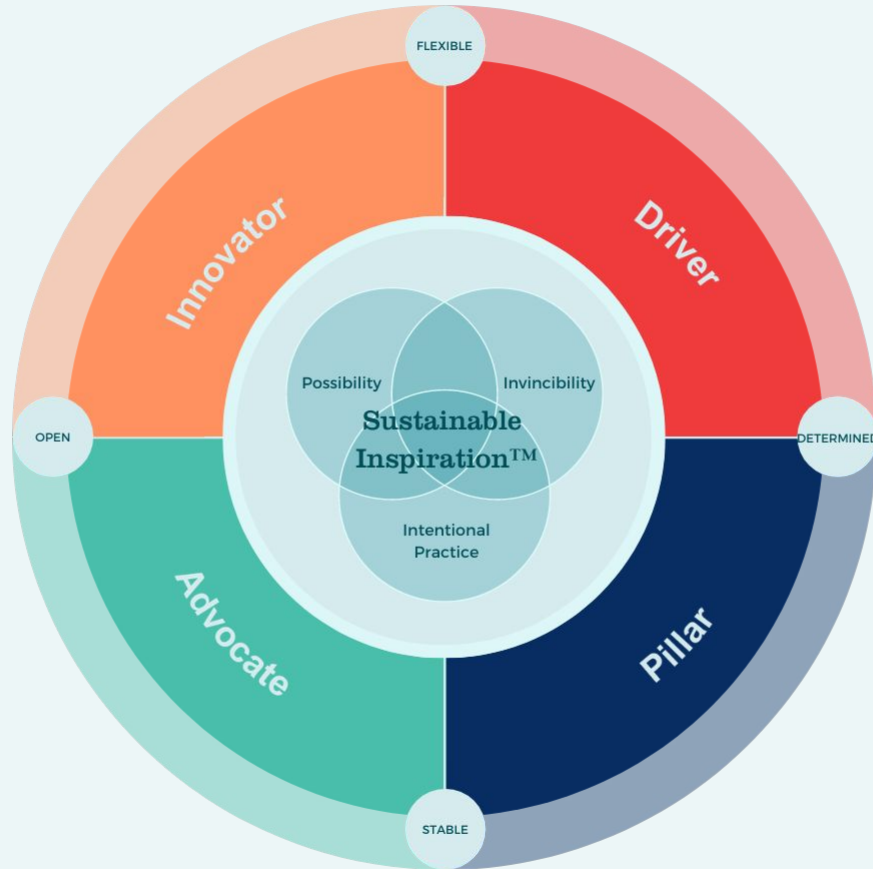 FLEXIBLE
Innovator
Driver
Possibility
Invincibility
Sustainable
Inspiration™
OPEN
DETERMINED
Intentional
Practice
Advocate
Pillar
STABLE